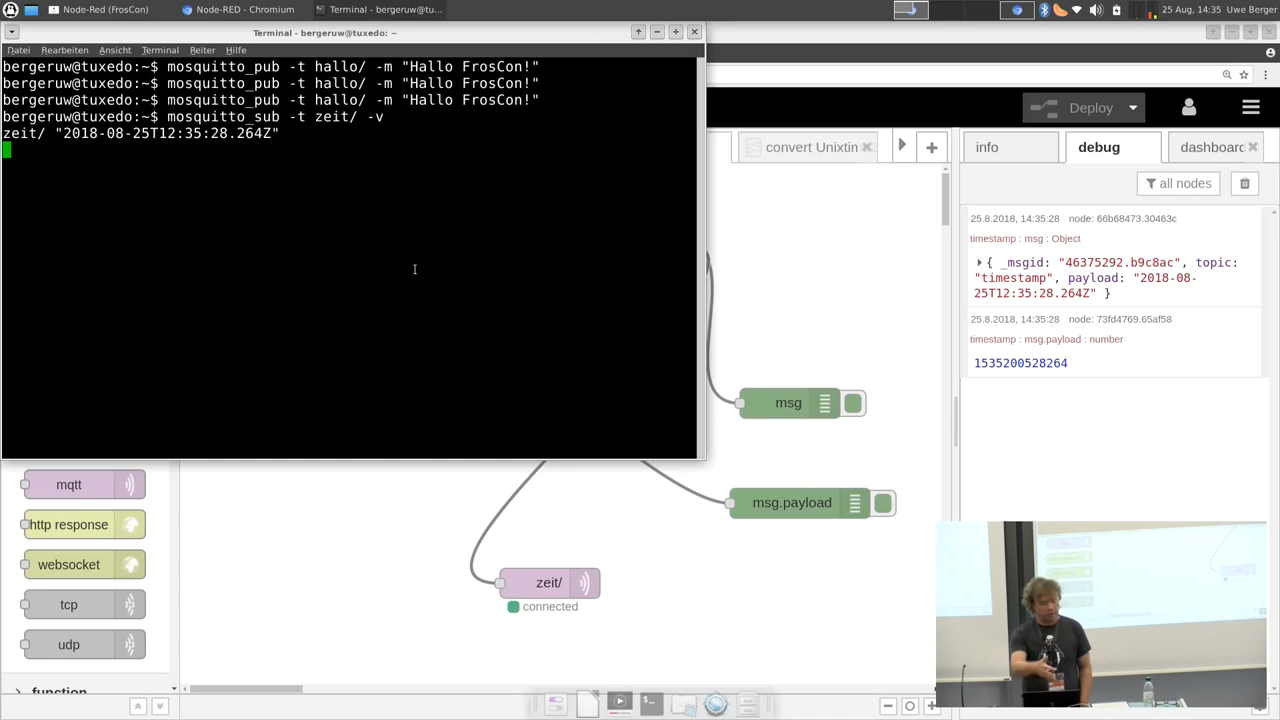 Node-Red (FrosCon)
Node-RED - Chromium
Terminal - bergeruw@tu...
25 Aug, 14:35
Uwe Berger
Terminal - bergeruw@tuxedo: ~
Datei Bearbeiten Ansicht Terminal Reiter Hilfe
bergeruw@tuxedo:~$ mosquitto_pub -t hallo/ -m "Hallo FrosCon!"
bergeruw@tuxedo:~$ mosquitto_pub -t hallo/ -m "Hallo FrosCon!"
bergeruw@tuxedo:~$ mosquitto_pub -t hallo/ -m "Hallo FrosCon!"
bergeruw@tuxedo:~$ mosquitto_sub -t zeit/ -v
zeit/ "2018-08-25T12:35:28.264Z"
Deploy
convert Unixtin
info
debug
dashboard
all nodes
25.8.2018, 14:35:28 node: 66b68473.30463c
timestamp : msg : Object
{ _msgid: "46375292.b9c8ac", topic:
"timestamp", payload: "2018-08-
25T12:35:28.264Z" }
25.8.2018, 14:35:28 node: 73fd4769.65af58
timestamp : msg.payload : number
1535200528264
msg
msg.payload
zeit/
connected
mqtt
http response
websocket
tcp
udp
function